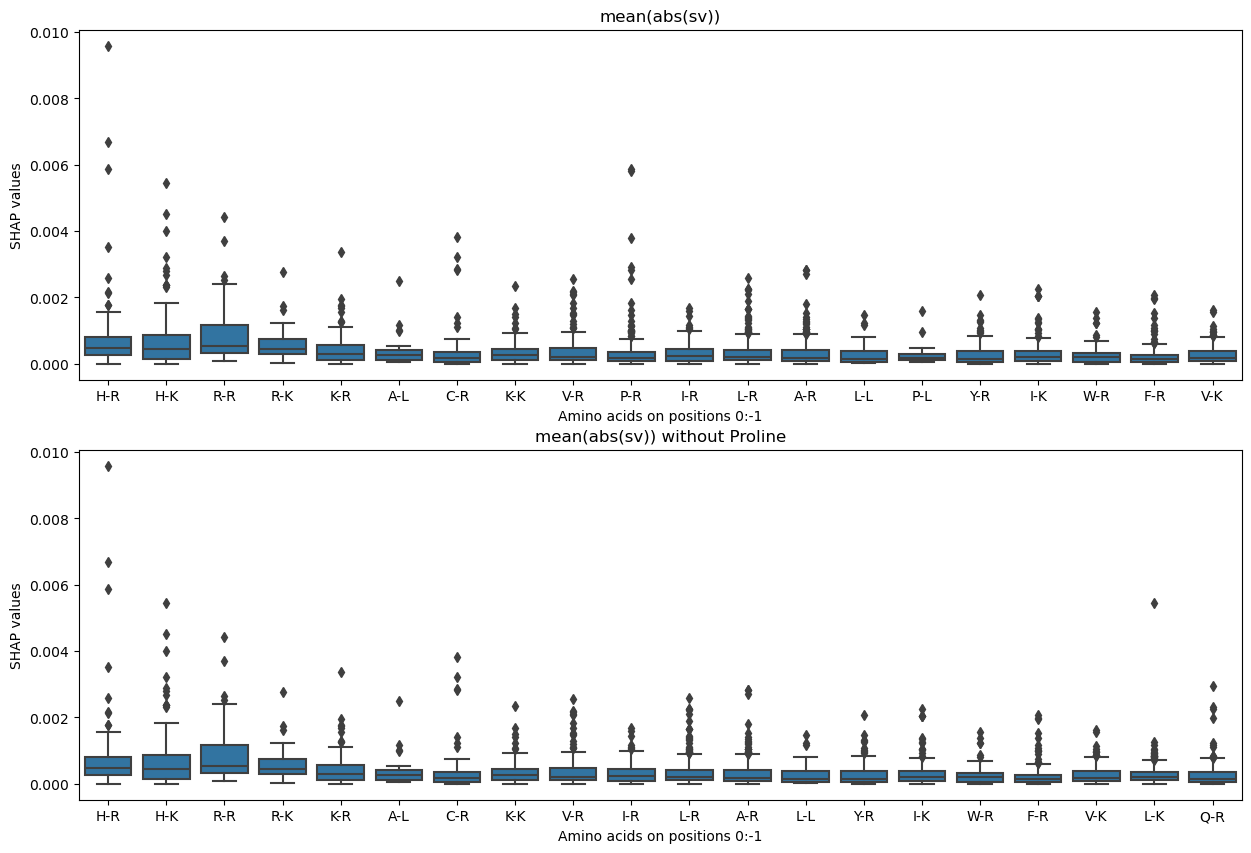 mean(abs(sv))
0.010
0.008
0.006
0.004
0.002
0.000
SHAP values
H-R H-K R-R R-K K-R A-L C-R K-K V-R P-R I-R L-R A-R L-L P-L Y-R I-K W-R F-R V-K
Amino acids on positions 0:-1
mean(abs(sv)) without Proline
0.010
0.008
0.006
0.004
0.002
0.000
SHAP values
H-R H-K R-R R-K K-R A-L C-R K-K V-R I-R L-R A-R L-L Y-R I-K W-R F-R V-K L-K Q-R
Amino acids on positions 0:-1